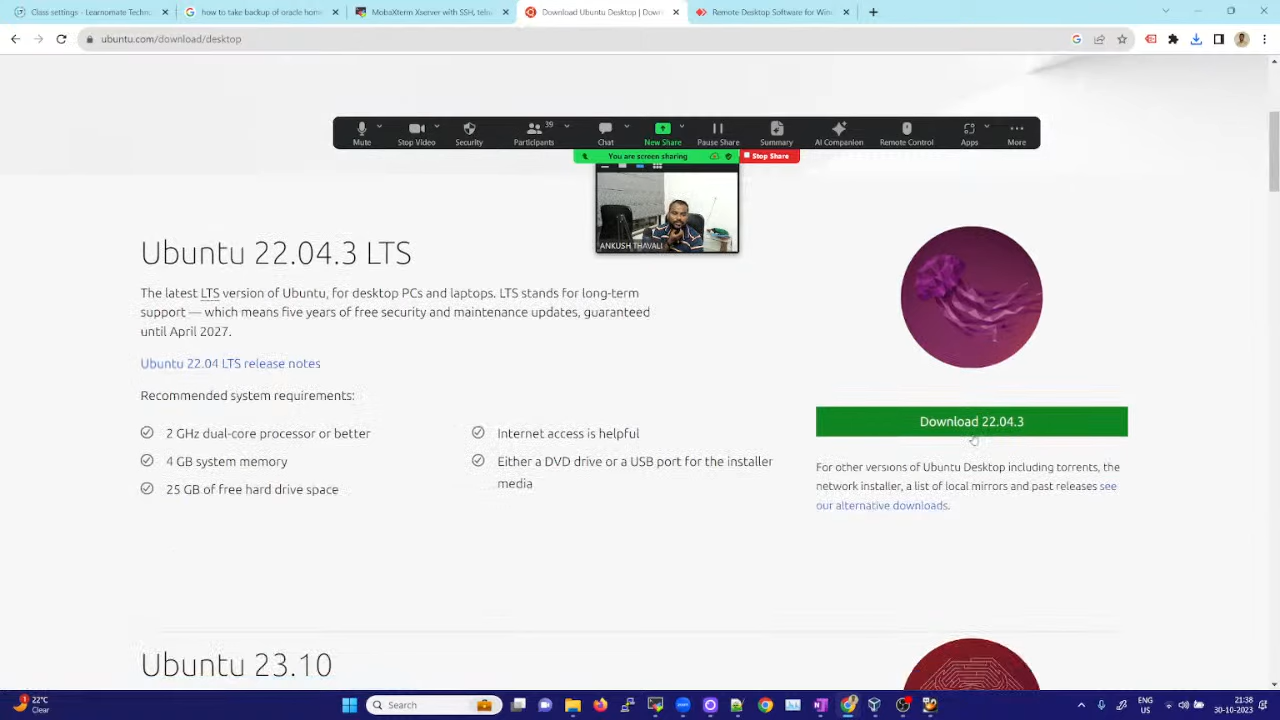 Class settings - Learnomate Techn
how to take backup of oracle hom
MobaXterm Xserver with SSH, teln
Download Ubuntu Desktop | Down
Remote Desktop Software for Win
ubuntu.com/download/desktop
Mute
Stop Video
Security
Participants
39
Chat
New Share
Pause Share
Summary
AI Companion
Remote Control
Apps
More
You are screen sharing
Stop Share
ANKUSH THAVALI
Ubuntu 22.04.3 LTS
The latest LTS version of Ubuntu, for desktop PCs and laptops. LTS stands for long-term
support — which means five years of free security and maintenance updates, guaranteed
until April 2027.
Ubuntu 22.04 LTS release notes
Recommended system requirements:
2 GHz dual-core processor or better
4 GB system memory
25 GB of free hard drive space
Internet access is helpful
Either a DVD drive or a USB port for the installer
media
Download 22.04.3
For other versions of Ubuntu Desktop including torrents, the
network installer, a list of local mirrors and past releases see
our alternative downloads.
Ubuntu 23.10
22°C
Clear
Search
ENG
21:38
30-10-2023